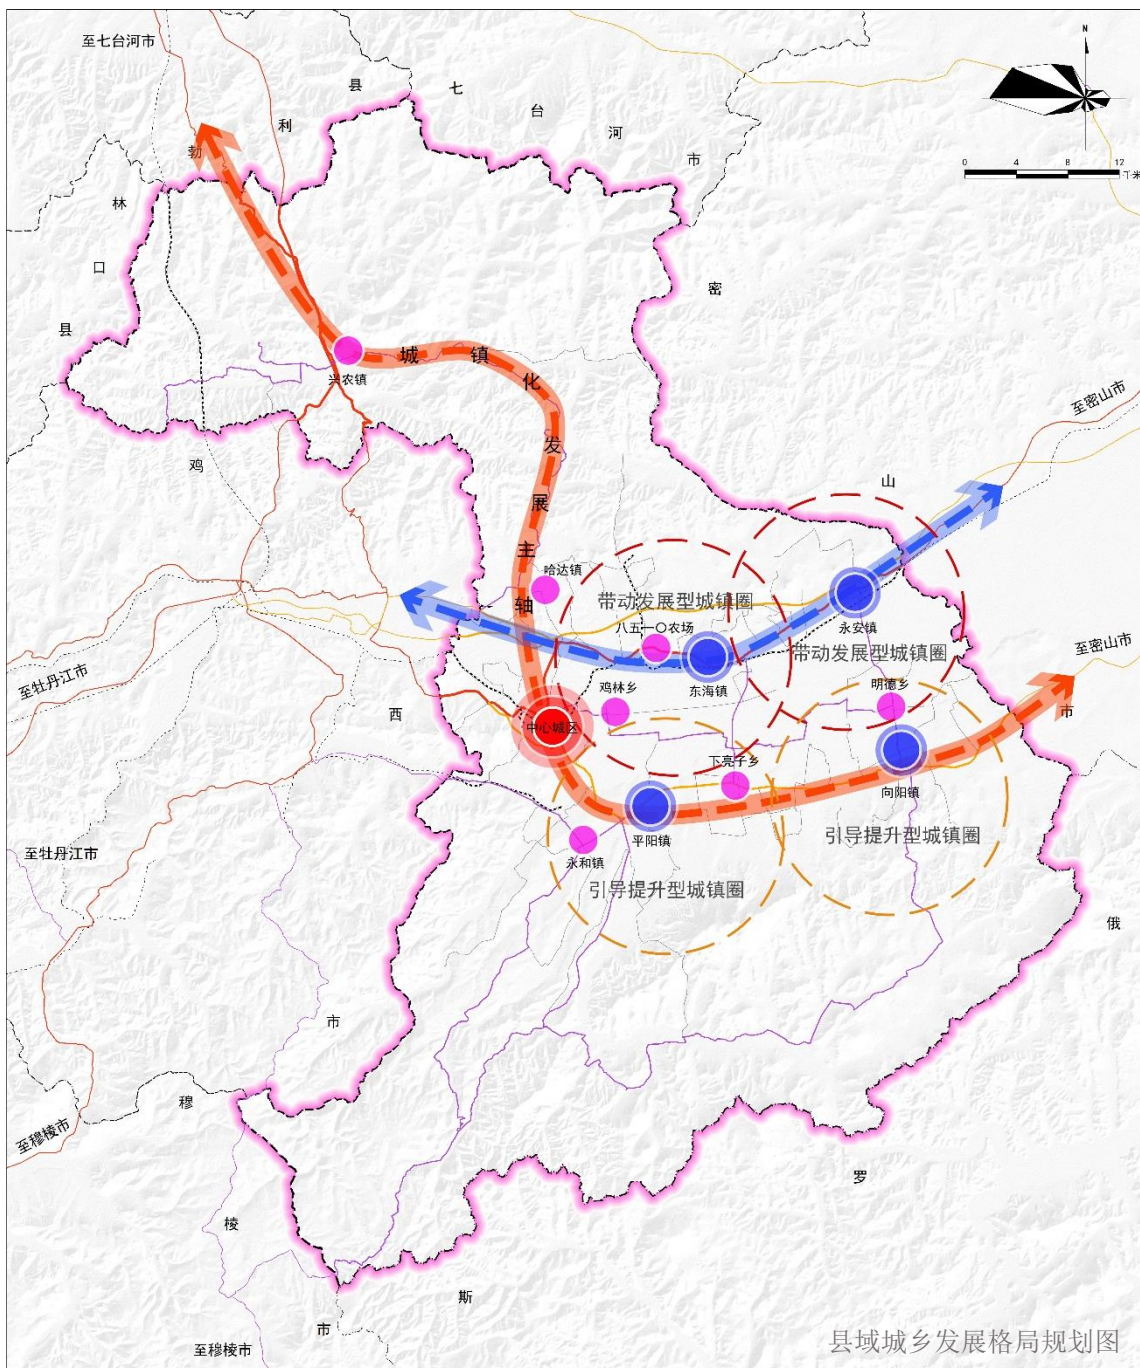 至七台河市
N
0 4 8 12
千米
勃
利
县
七
台
河
市
林
口
县
密
山
市
城镇化发展主轴
兴农镇
鸡
西
市
至密山市
哈达镇
带动发展型城镇圈
八五一〇农场
永安镇
带动发展型城镇圈
至密山市
至牡丹江市
鸡林乡
东海镇
明德乡
中心城区
下亮子乡
向阳镇
平阳镇
引导提升型城镇圈
至牡丹江市
永和镇
引导提升型城镇圈
俄
罗
斯
穆
棱
市
至穆棱市
至穆棱市
县域城乡发展格局规划图